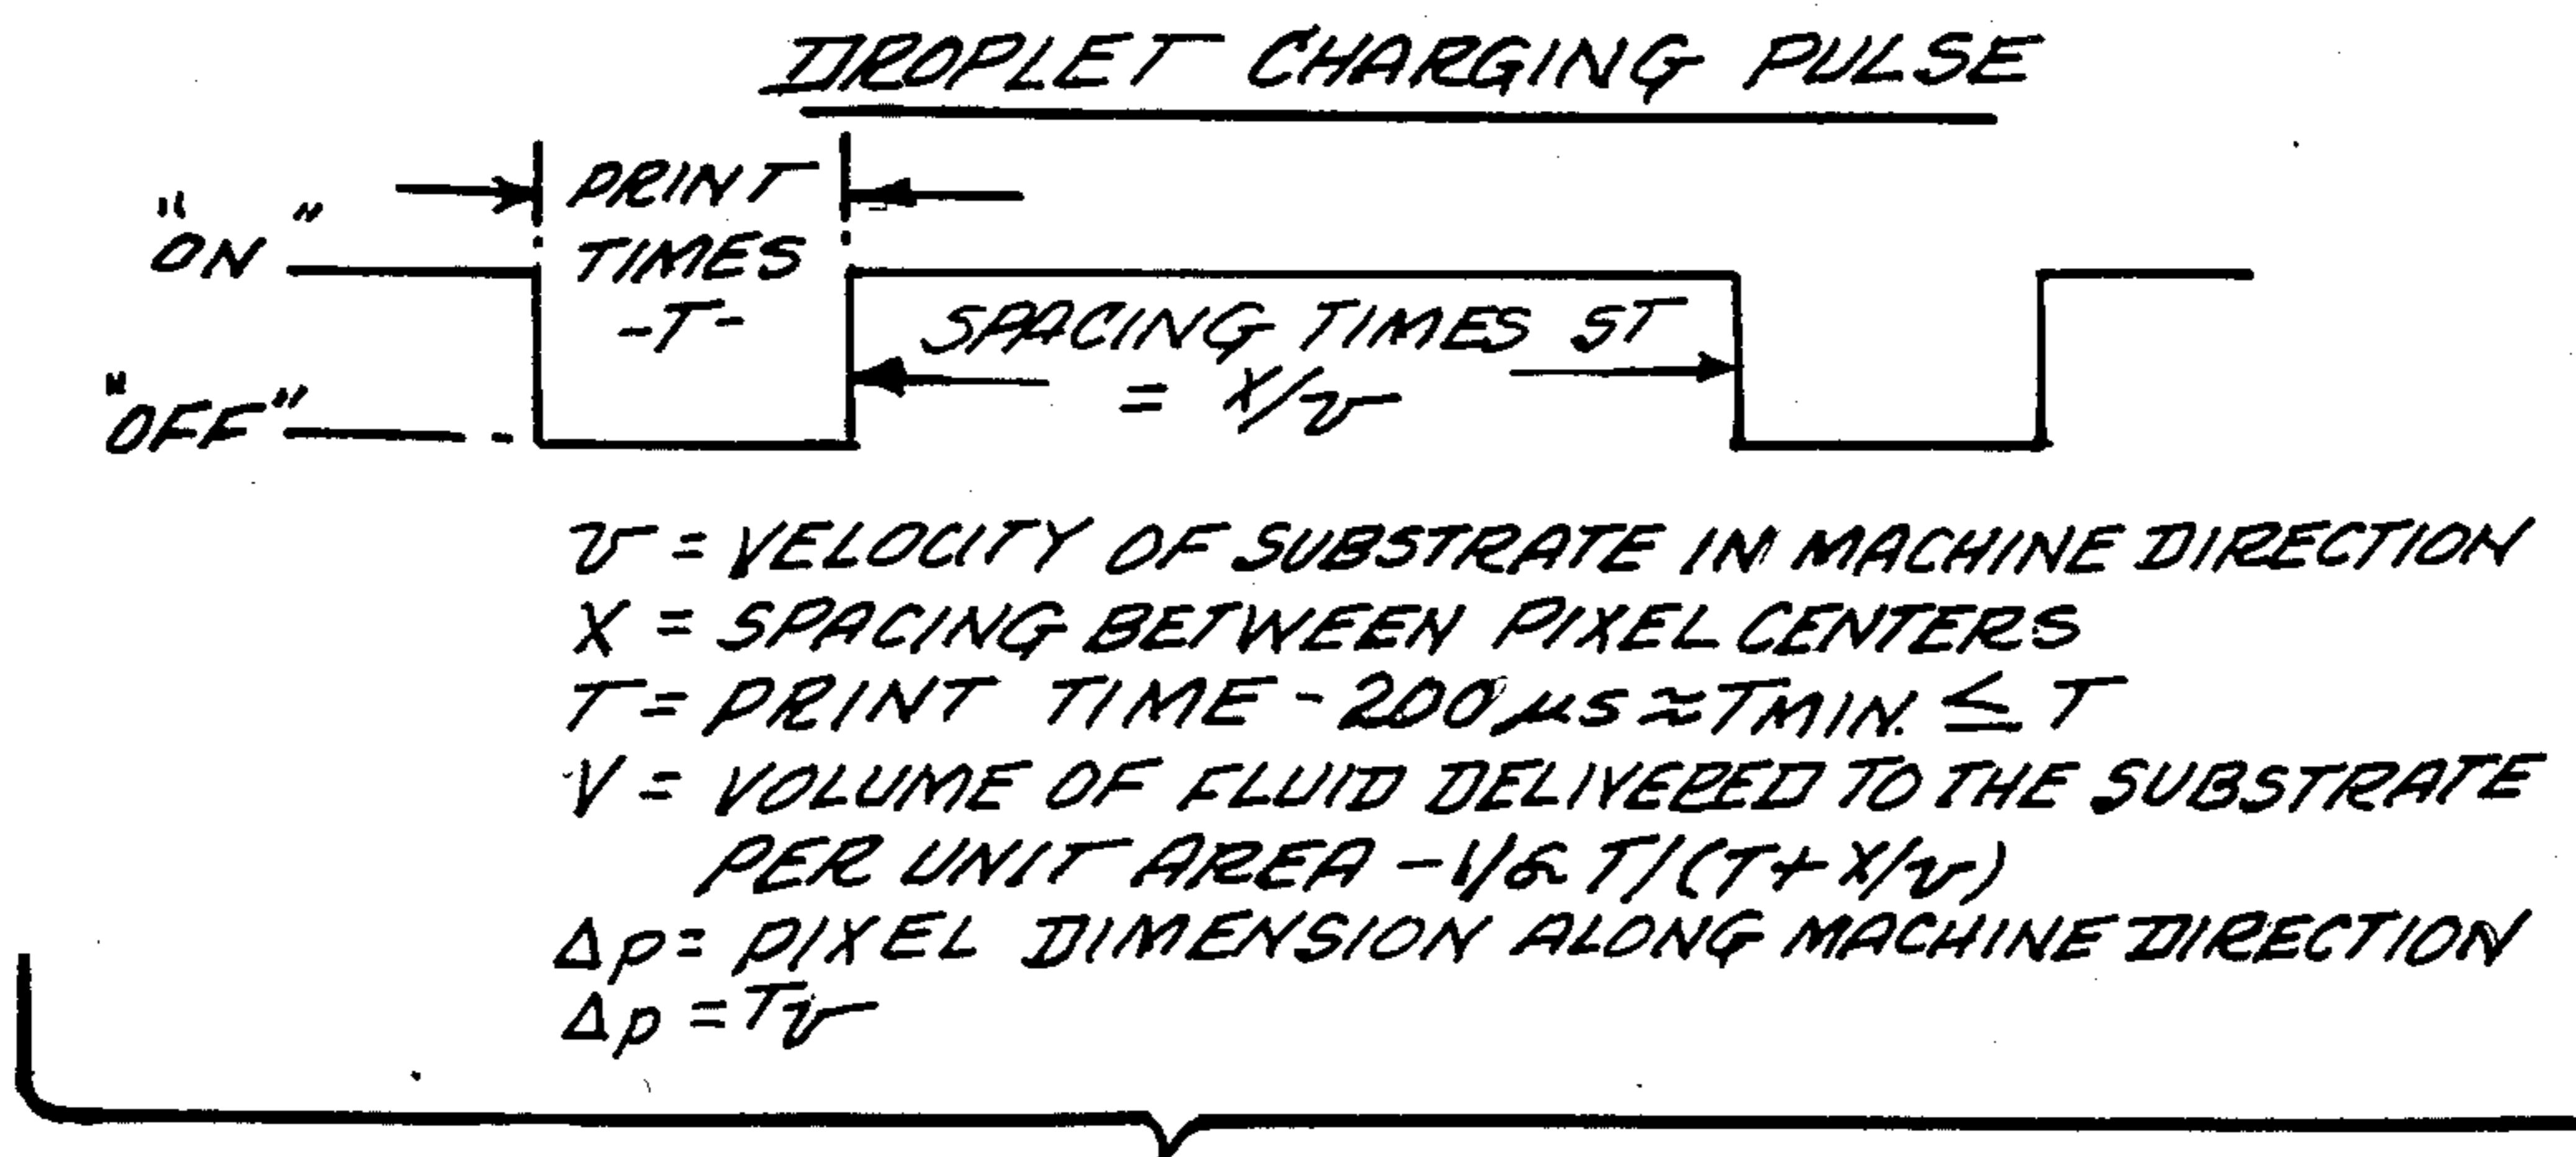 DROPLET CHARGING PULSE
"ON"
PRINT
TIMES
-T-
SPACING TIMES ST
= X/v
"OFF"
v = VELOCITY OF SUBSTRATE IN MACHINE DIRECTION
X = SPACING BETWEEN PIXEL CENTERS
T = PRINT TIME - 200 μs ≈ TMIN. ≤ T
V = VOLUME OF FLUID DELIVERED TO THE SUBSTRATE
PER UNIT AREA - T/(T + X/v)
Δp = PIXEL DIMENSION ALONG MACHINE DIRECTION
Δp = Tv